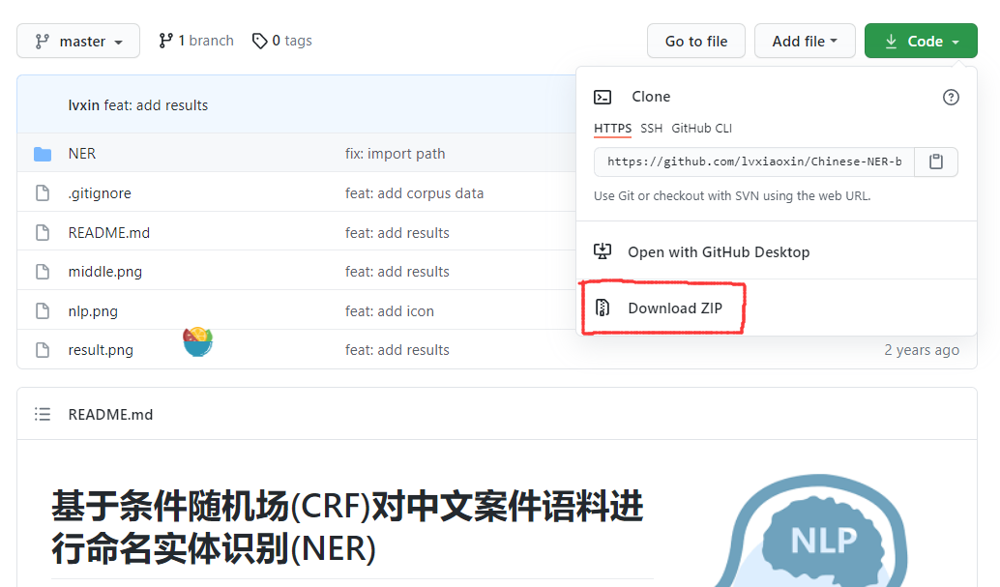 master
1 branch
0 tags
Go to file
Add file
Code
lvxin feat: add results
Clone
HTTPS SSH GitHub CLI
https://github.com/lvxiaoxin/Chinese-NER-b
Use Git or checkout with SVN using the web URL.
Open with GitHub Desktop
Download ZIP
NER fix: import path
.gitignore feat: add corpus data
README.md feat: add results
middle.png feat: add results
nlp.png feat: add icon
result.png feat: add results 2 years ago
README.md
基于条件随机场(CRF)对中文案件语料进
行命名实体识别(NER)
NLP